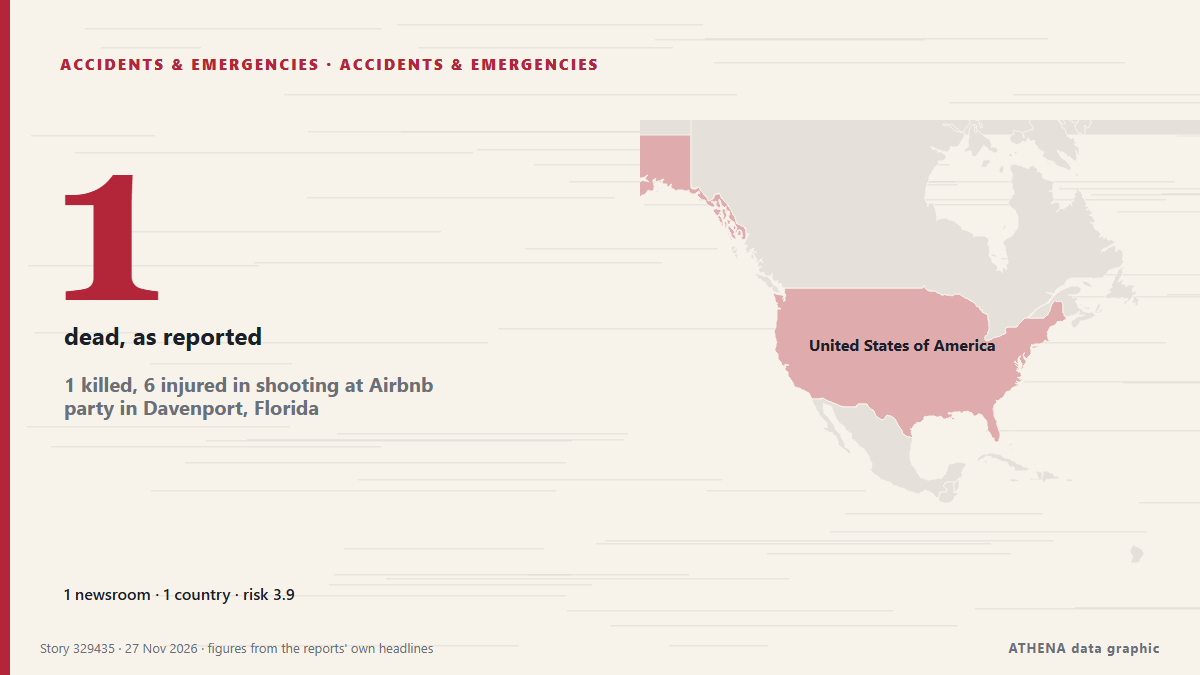 ACCIDENTS & EMERGENCIES · ACCIDENTS & EMERGENCIES
1
dead, as reported
1 killed, 6 injured in shooting at Airbnb
party in Davenport, Florida
United States of America
1 newsroom · 1 country · risk 3.9
Story 329435 · 27 Nov 2026 · figures from the reports' own headlines
ATHENA data graphic